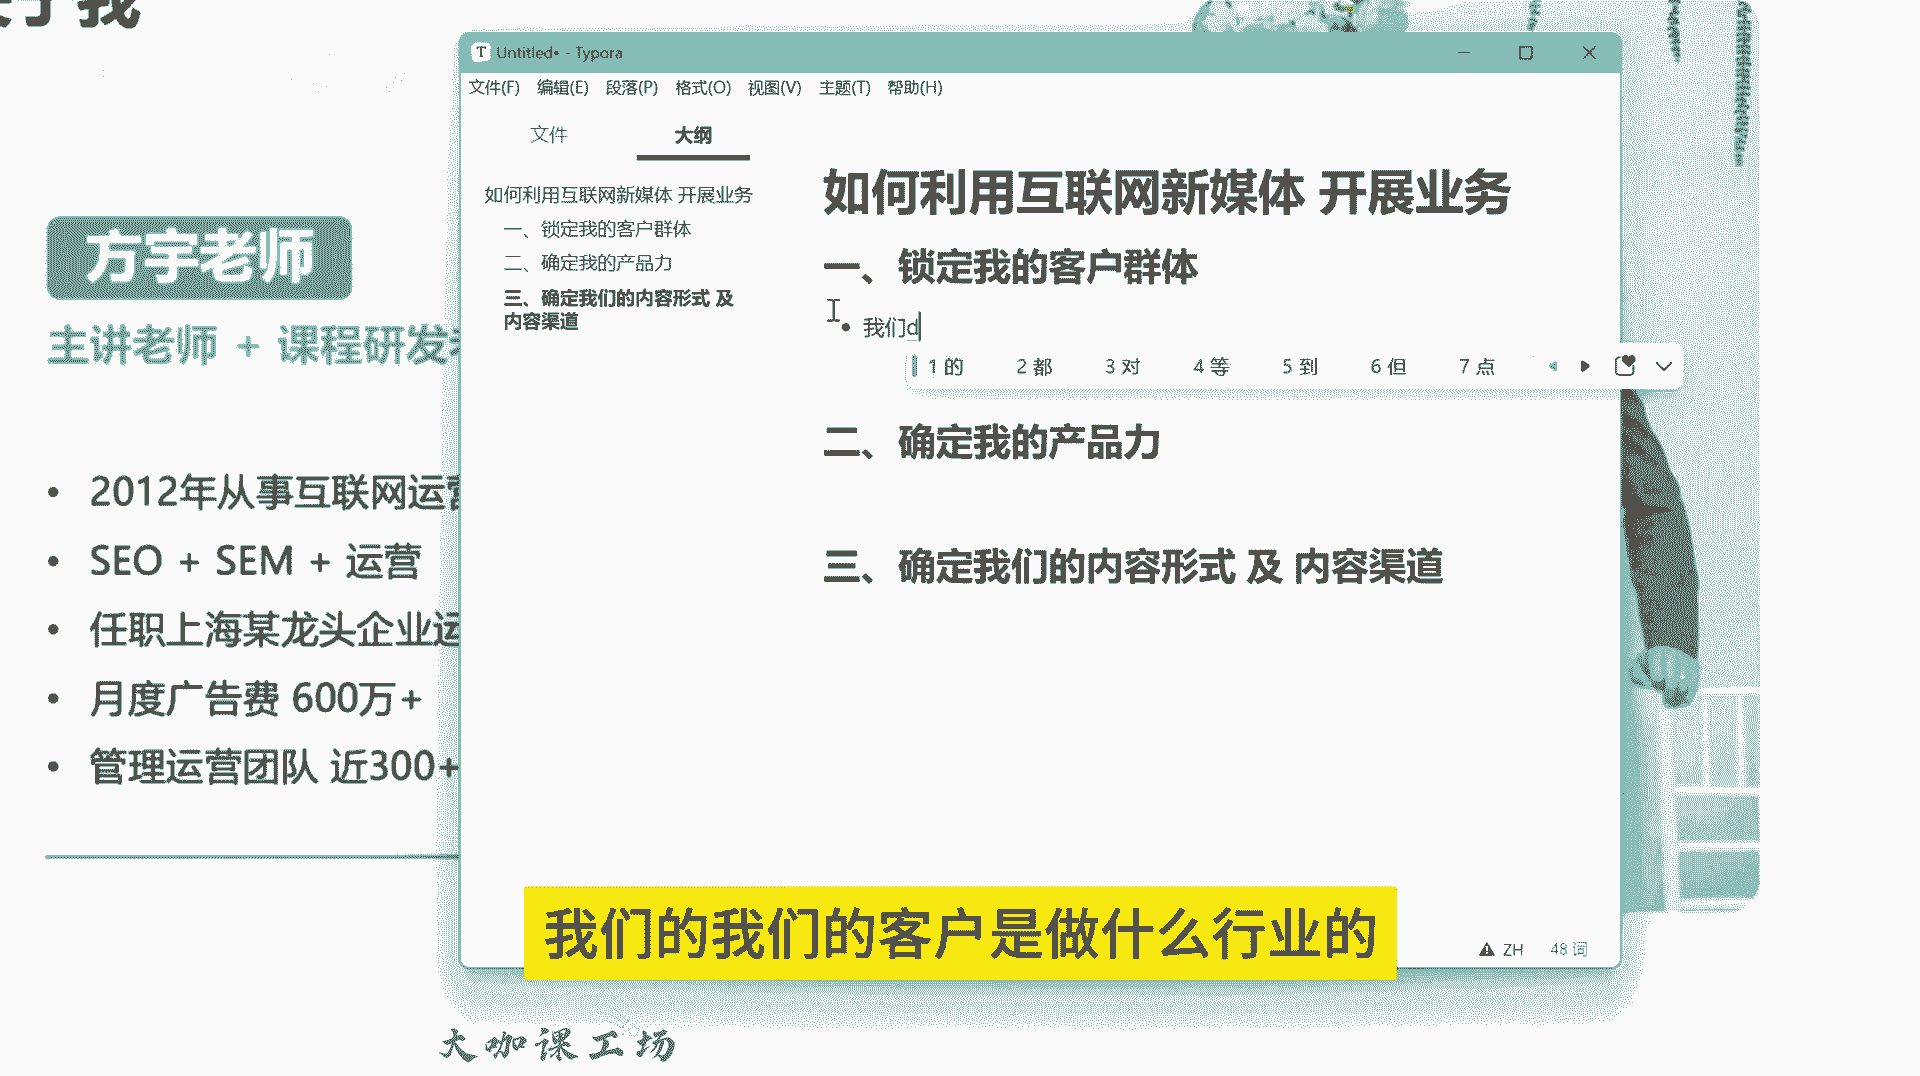 我
Untitled• - Typora
文件(F) 编辑(E) 段落(P) 格式(O) 视图(V) 主题(T) 帮助(H)
文件 大纲
如何利用互联网新媒体 开展业务
一、锁定我的客户群体
二、确定我的产品力
三、确定我们的内容形式 及
内容渠道
如何利用互联网新媒体 开展业务
一、锁定我的客户群体
• 我们d
1 的 2 都 3 对 4 等 5 到 6 但 7 点
二、确定我的产品力
三、确定我们的内容形式 及 内容渠道
ZH 48 词
方宇老师
主讲老师 + 课程研发
• 2012年从事互联网运营
• SEO + SEM + 运营
• 任职上海某龙头企业运
• 月度广告费 600万+
• 管理运营团队 近300+
我们的我们的客户是做什么行业的
大咖课工场